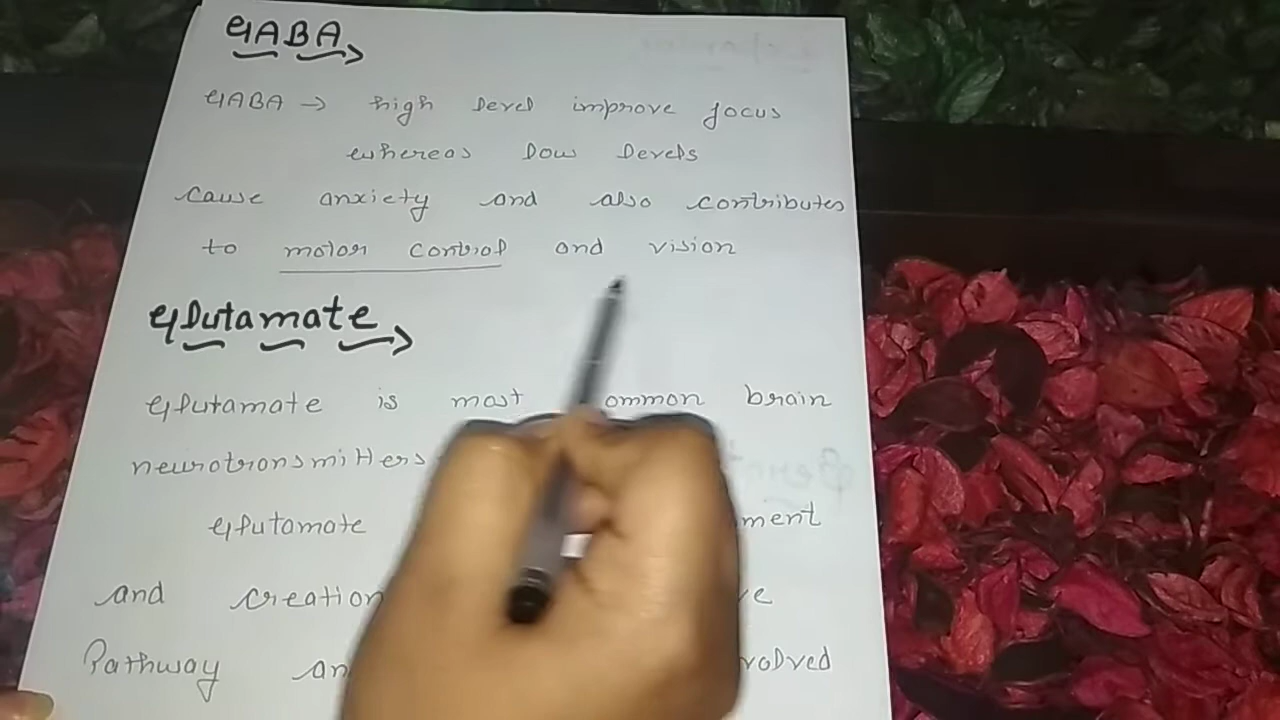 GABA
GABA → high level improve focus
whereas low levels
cause anxiety and also contributes
to motor control and vision
Glutamate
Glutamate is most ommon brain
neurotransmitters
Glutamate ment
and creation
Pathway an volved